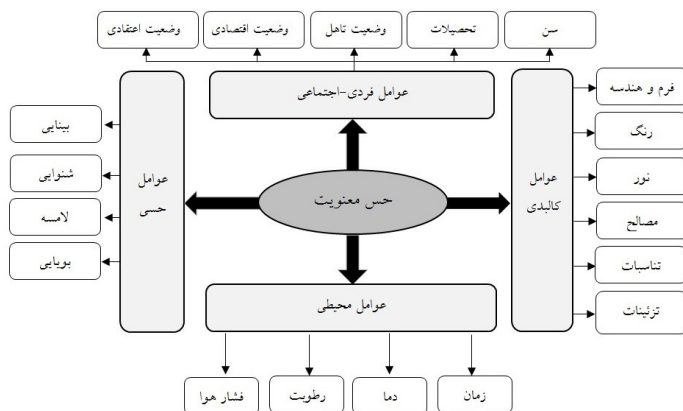 سن
تحصیلات
وضعیت تاهل
وضعیت اقتصادی
وضعیت اعتقادی
عوامل فردی-اجتماعی
فرم و هندسه
رنگ
نور
مصالح
تناسبات
تزئینات
عوامل
کالبدی
حس معنویت
عوامل
حسی
بینایی
شنوایی
لامسه
بویایی
عوامل محیطی
زمان
دما
رطوبت
فشار هوا